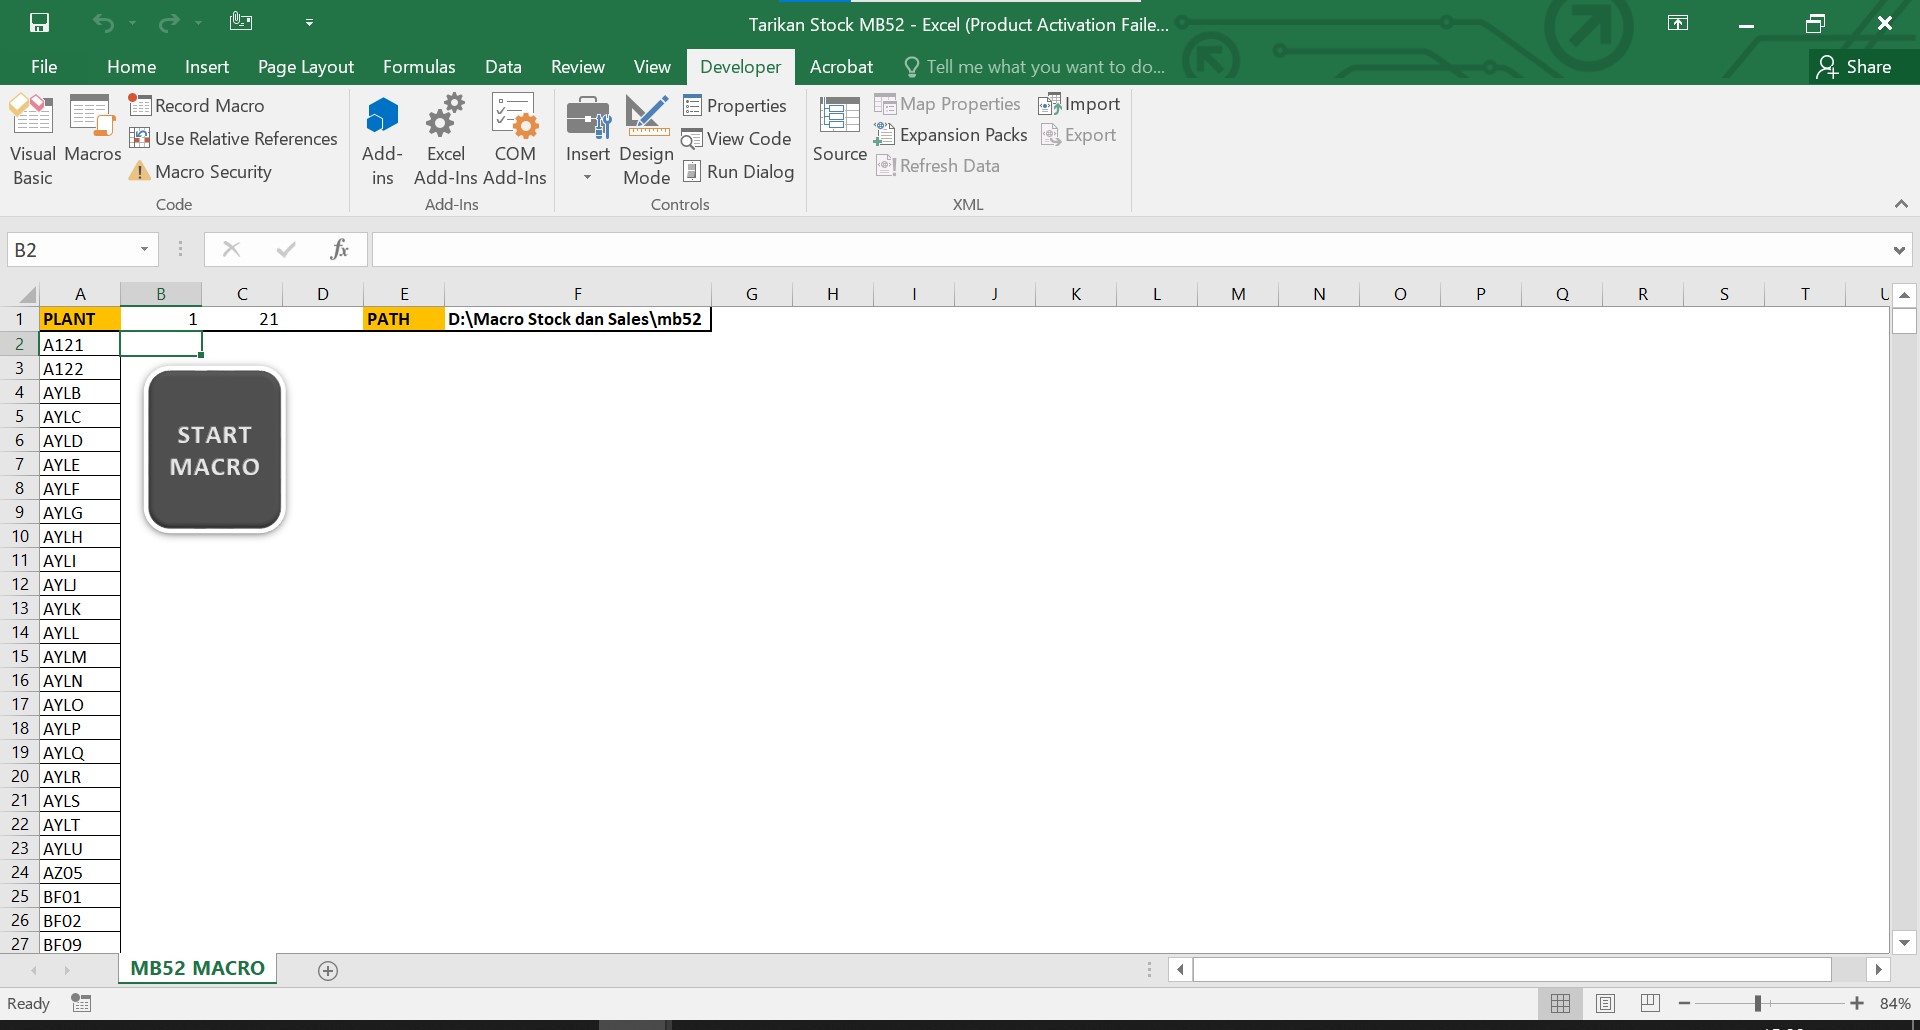 Tarikan Stock MB52 - Excel (Product Activation Faile...
File Home Insert Page Layout Formulas Data Review View Developer Acrobat Tell me what you want to do... Share
Visual Basic
Macros
Record Macro
Use Relative References
Macro Security
Code
Add-ins
Excel Add-Ins
COM Add-Ins
Add-Ins
Insert
Design Mode
Properties
View Code
Run Dialog
Controls
Source
Map Properties
Expansion Packs
Refresh Data
Import
Export
XML
B2 fx
A B C D E F G H I J K L M N O P Q R S T U
1 PLANT 1 21 PATH D:\Macro Stock dan Sales\mb52
2 A121
3 A122
4 AYLB
5 AYLC
6 AYLD
7 AYLE
8 AYLF
9 AYLG
10 AYLH
11 AYLI
12 AYLJ
13 AYLK
14 AYLL
15 AYLM
16 AYLN
17 AYLO
18 AYLP
19 AYLQ
20 AYLR
21 AYLS
22 AYLT
23 AYLU
24 AZ05
25 BF01
26 BF02
27 BF09
START
MACRO
MB52 MACRO
Ready
84%